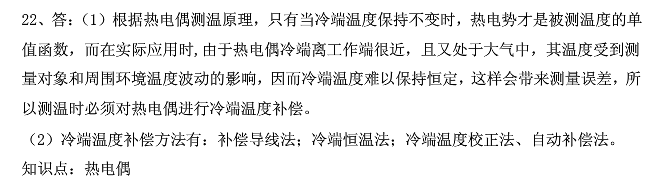 22、答：（1）根据热电偶测温原理，只有当冷端温度保持不变时，热电势才是被测温度的单
值函数，而在实际应用时,由于热电偶冷端离工作端很近，且又处于大气中，其温度受到测
量对象和周围环境温度波动的影响，因而冷端温度难以保持恒定，这样会带来测量误差，所
以测温时必须对热电偶进行冷端温度补偿。
（2）冷端温度补偿方法有：补偿导线法；冷端恒温法；冷端温度校正法、自动补偿法。
知识点：热电偶